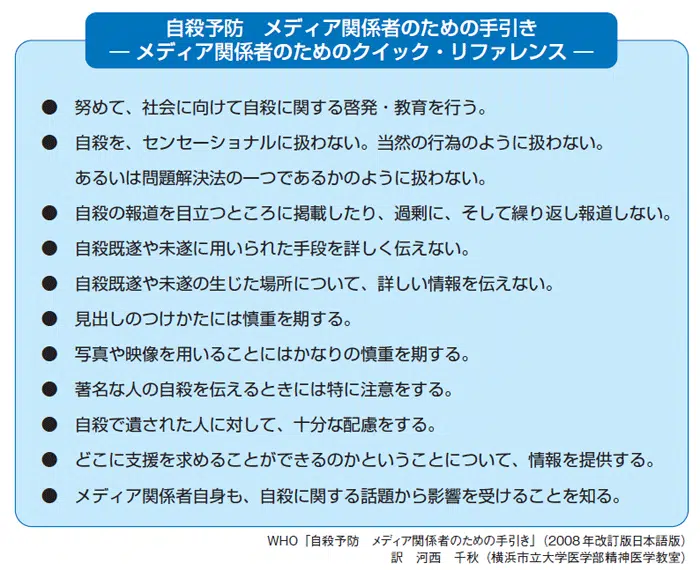 自殺予防 メディア関係者のための手引き
― メディア関係者のためのクイック・リファレンス ―
● 努めて、社会に向けて自殺に関する啓発・教育を行う。
● 自殺を、センセーショナルに扱わない。当然の行為のように扱わない。
あるいは問題解決法の一つであるかのように扱わない。
● 自殺の報道を目立つところに掲載したり、過剰に、そして繰り返し報道しない。
● 自殺既遂や未遂に用いられた手段を詳しく伝えない。
● 自殺既遂や未遂の生じた場所について、詳しい情報を伝えない。
● 見出しのつけかたには慎重を期する。
● 写真や映像を用いることにはかなりの慎重を期する。
● 著名な人の自殺を伝えるときには特に注意をする。
● 自殺で遺された人に対して、十分な配慮をする。
● どこに支援を求めることができるのかということについて、情報を提供する。
● メディア関係者自身も、自殺に関する話題から影響を受けることを知る。
WHO「自殺予防 メディア関係者のための手引き」(2008年改訂版日本語版)
訳 河西 千秋(横浜市立大学医学部精神医学教室)